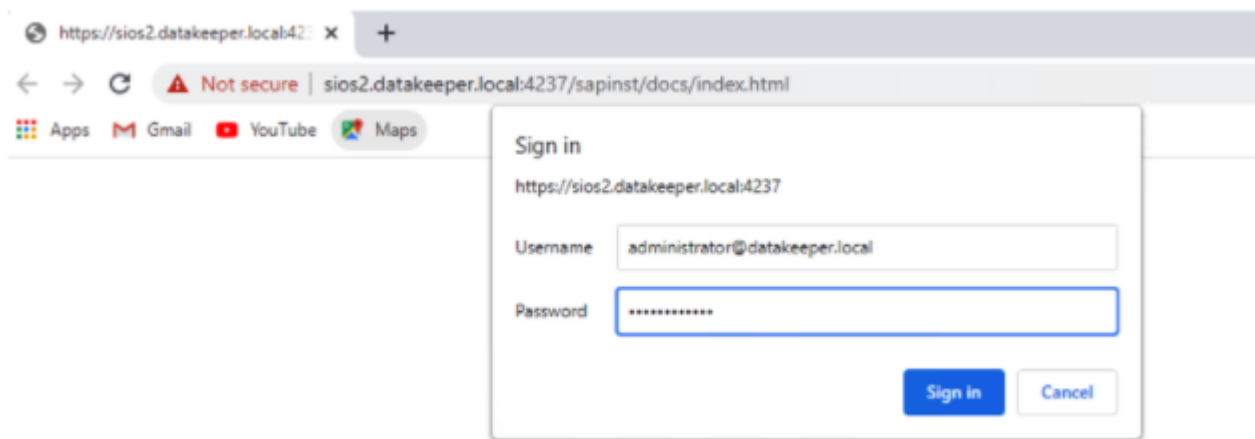 https://sios2.datakeeper.local:423
Not secure | sios2.datakeeper.local:4237/sapinst/docs/index.html
Apps Gmail YouTube Maps
Sign in
https://sios2.datakeeper.local:4237
Username administrator@datakeeper.local
Password ••••••••••••
Sign in Cancel